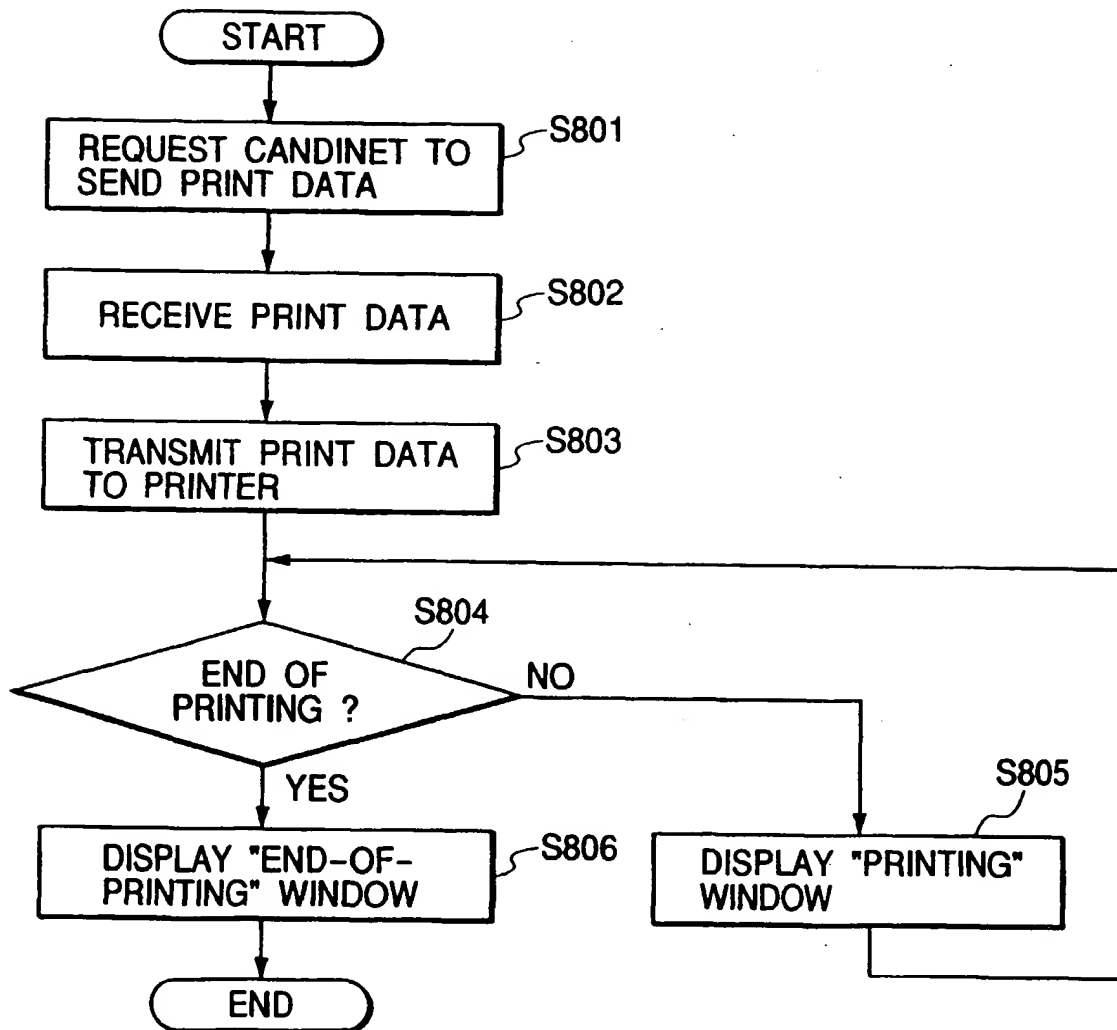 START
S801
REQUEST CANDINET TO
SEND PRINT DATA
S802
RECEIVE PRINT DATA
S803
TRANSMIT PRINT DATA
TO PRINTER
S804
END OF
PRINTING ?
NO
YES
S805
S806
DISPLAY "END-OF-
PRINTING" WINDOW
DISPLAY "PRINTING"
WINDOW
END